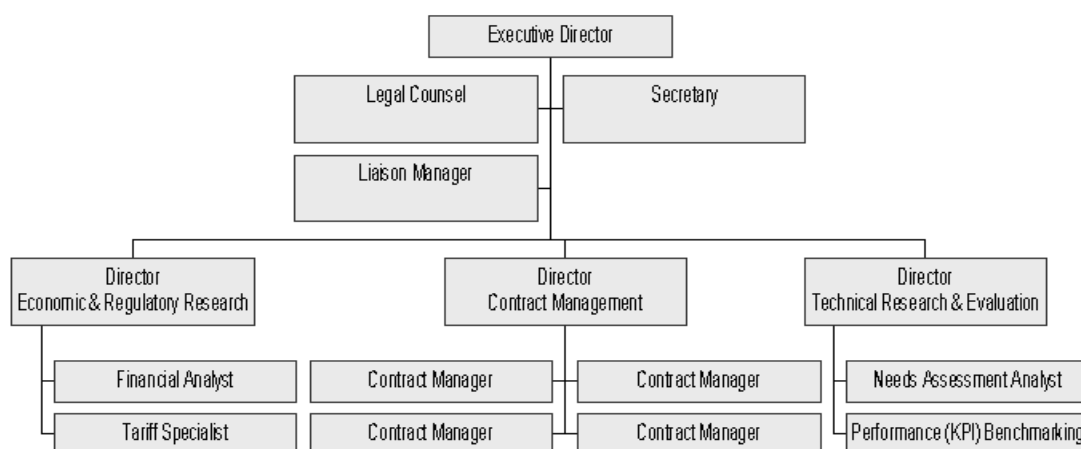 Executive Director
Legal Counsel
Secretary
Liaison Manager
Director
Economic & Regulatory Research
Director
Contract Management
Director
Technical Research & Evaluation
Financial Analyst
Contract Manager
Contract Manager
Needs Assessment Analyst
Tariff Specialist
Contract Manager
Contract Manager
Performance (KPI) Benchmarking